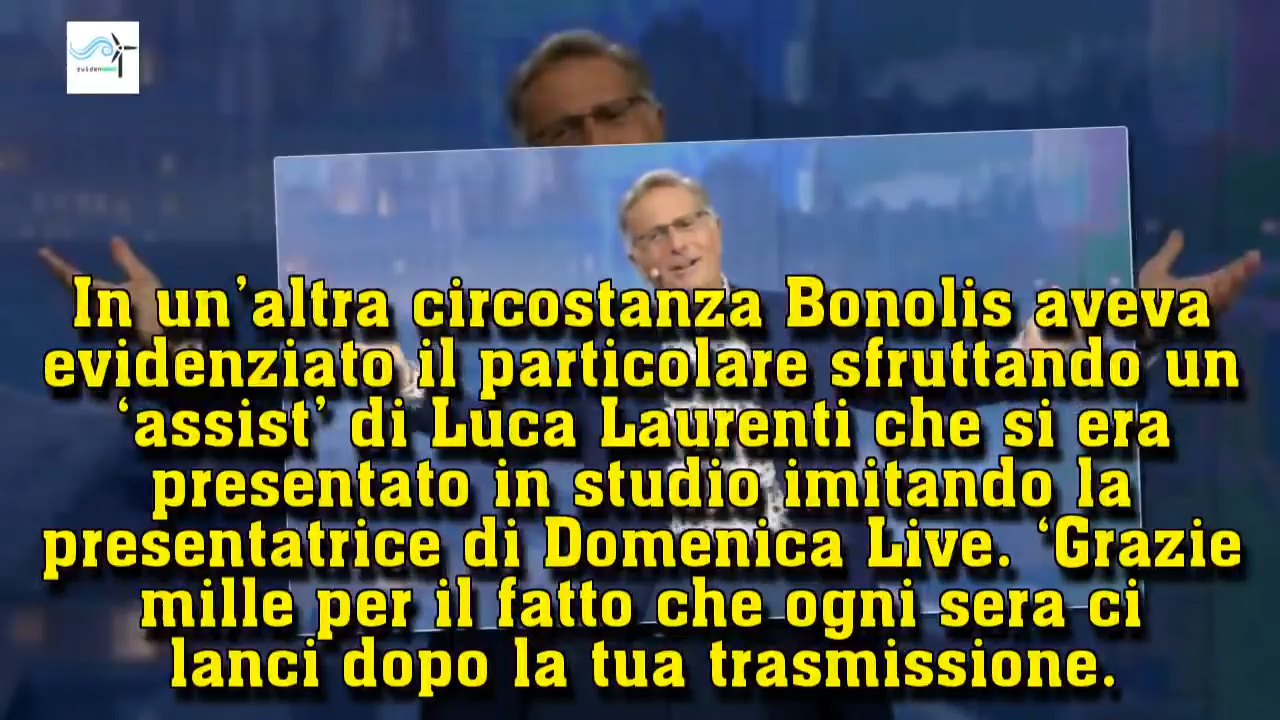 zuidenwind
In un’altra circostanza Bonolis aveva
evidenziato il particolare sfruttando un
‘assist’ di Luca Laurenti che si era
presentato in studio imitando la
presentatrice di Domenica Live. ‘Grazie
mille per il fatto che ogni sera ci
lanci dopo la tua trasmissione.